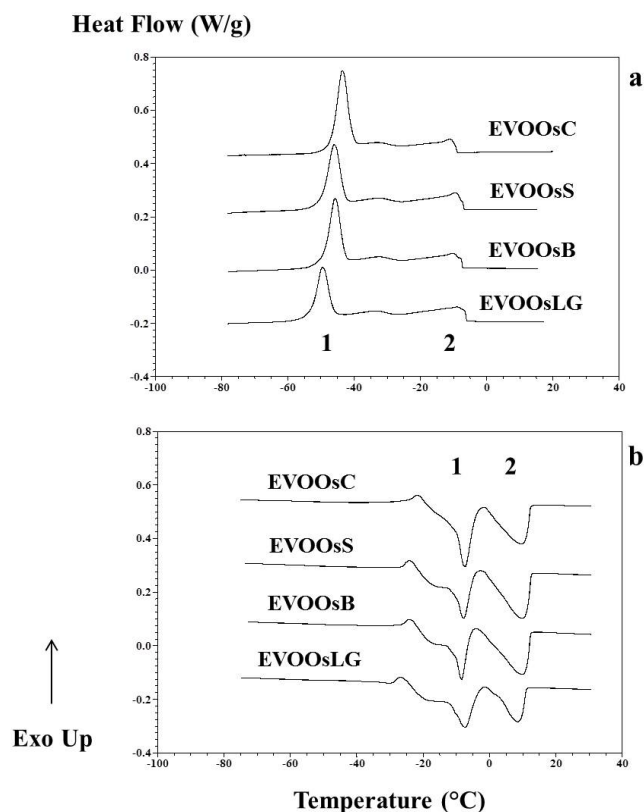 Heat Flow (W/g)
a
0.8
0.6
0.4
0.2
0.0
-0.2
-0.4
EVOOsC
EVOOsS
EVOOsB
EVOOsLG
1 2
-100 -80 -60 -40 -20 0 20 40
b
0.8
0.6
0.4
0.2
0.0
-0.2
-0.4
1 2
EVOOsC
EVOOsS
EVOOsB
EVOOsLG
-100 -80 -60 -40 -20 0 20 40
Exo Up
Temperature (°C)